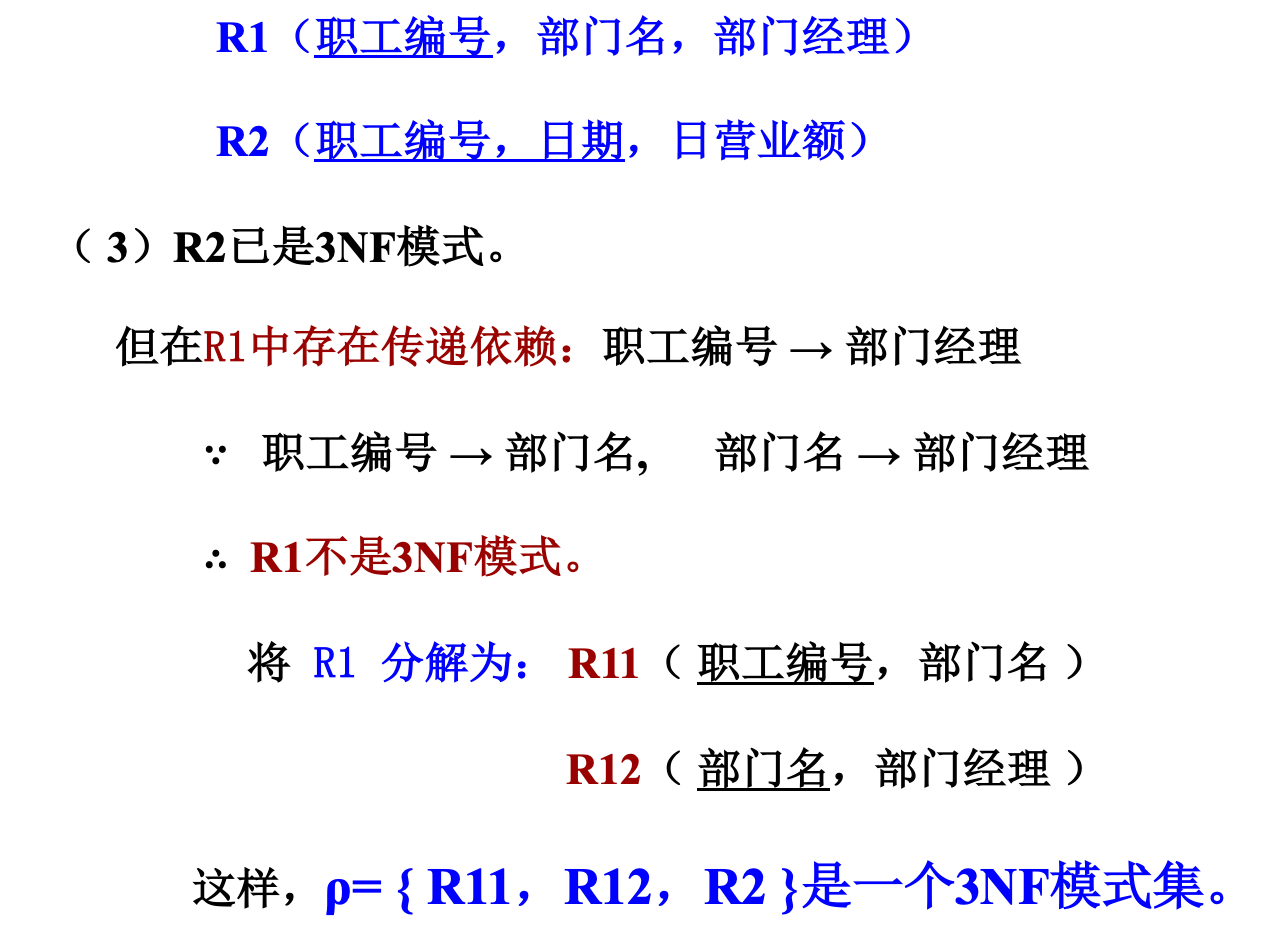 R1（职工编号，部门名，部门经理）
R2（职工编号，日期，日营业额）
（ 3）R2已是3NF模式。
但在R1中存在传递依赖：职工编号 → 部门经理
∵ 职工编号 → 部门名, 部门名 → 部门经理
∴ R1不是3NF模式。
将 R1 分解为： R11（ 职工编号，部门名 ）
R12（ 部门名，部门经理 ）
这样，ρ= { R11，R12，R2 }是一个3NF模式集。